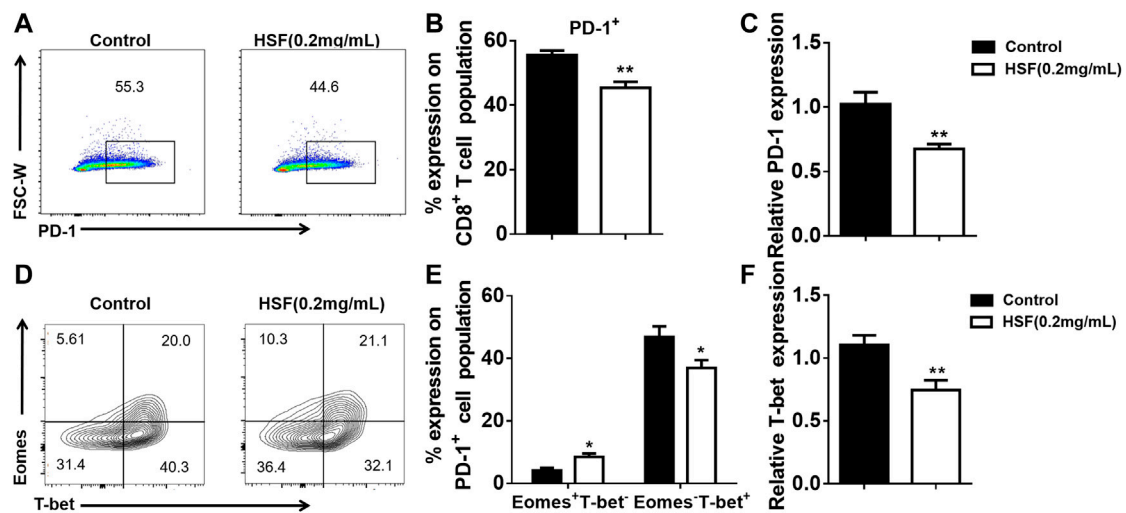 A
Control
HSF(0.2mg/mL)
55.3
44.6
FSC-W
PD-1
B
PD-1+
% expression on
CD8+ T cell population
60
40
20
0
**
C
Relative PD-1 expression
1.5
1.0
0.5
0.0
**
Control
HSF(0.2mg/mL)
D
Control
HSF(0.2mg/mL)
5.61
20.0
10.3
21.1
31.4
40.3
36.4
32.1
Eomes
T-bet
E
% expression on
PD-1+ cell population
60
40
20
0
*
*
Eomes+T-bet-
Eomes-T-bet+
F
Relative T-bet expression
1.5
1.0
0.5
0.0
**
Control
HSF(0.2mg/mL)